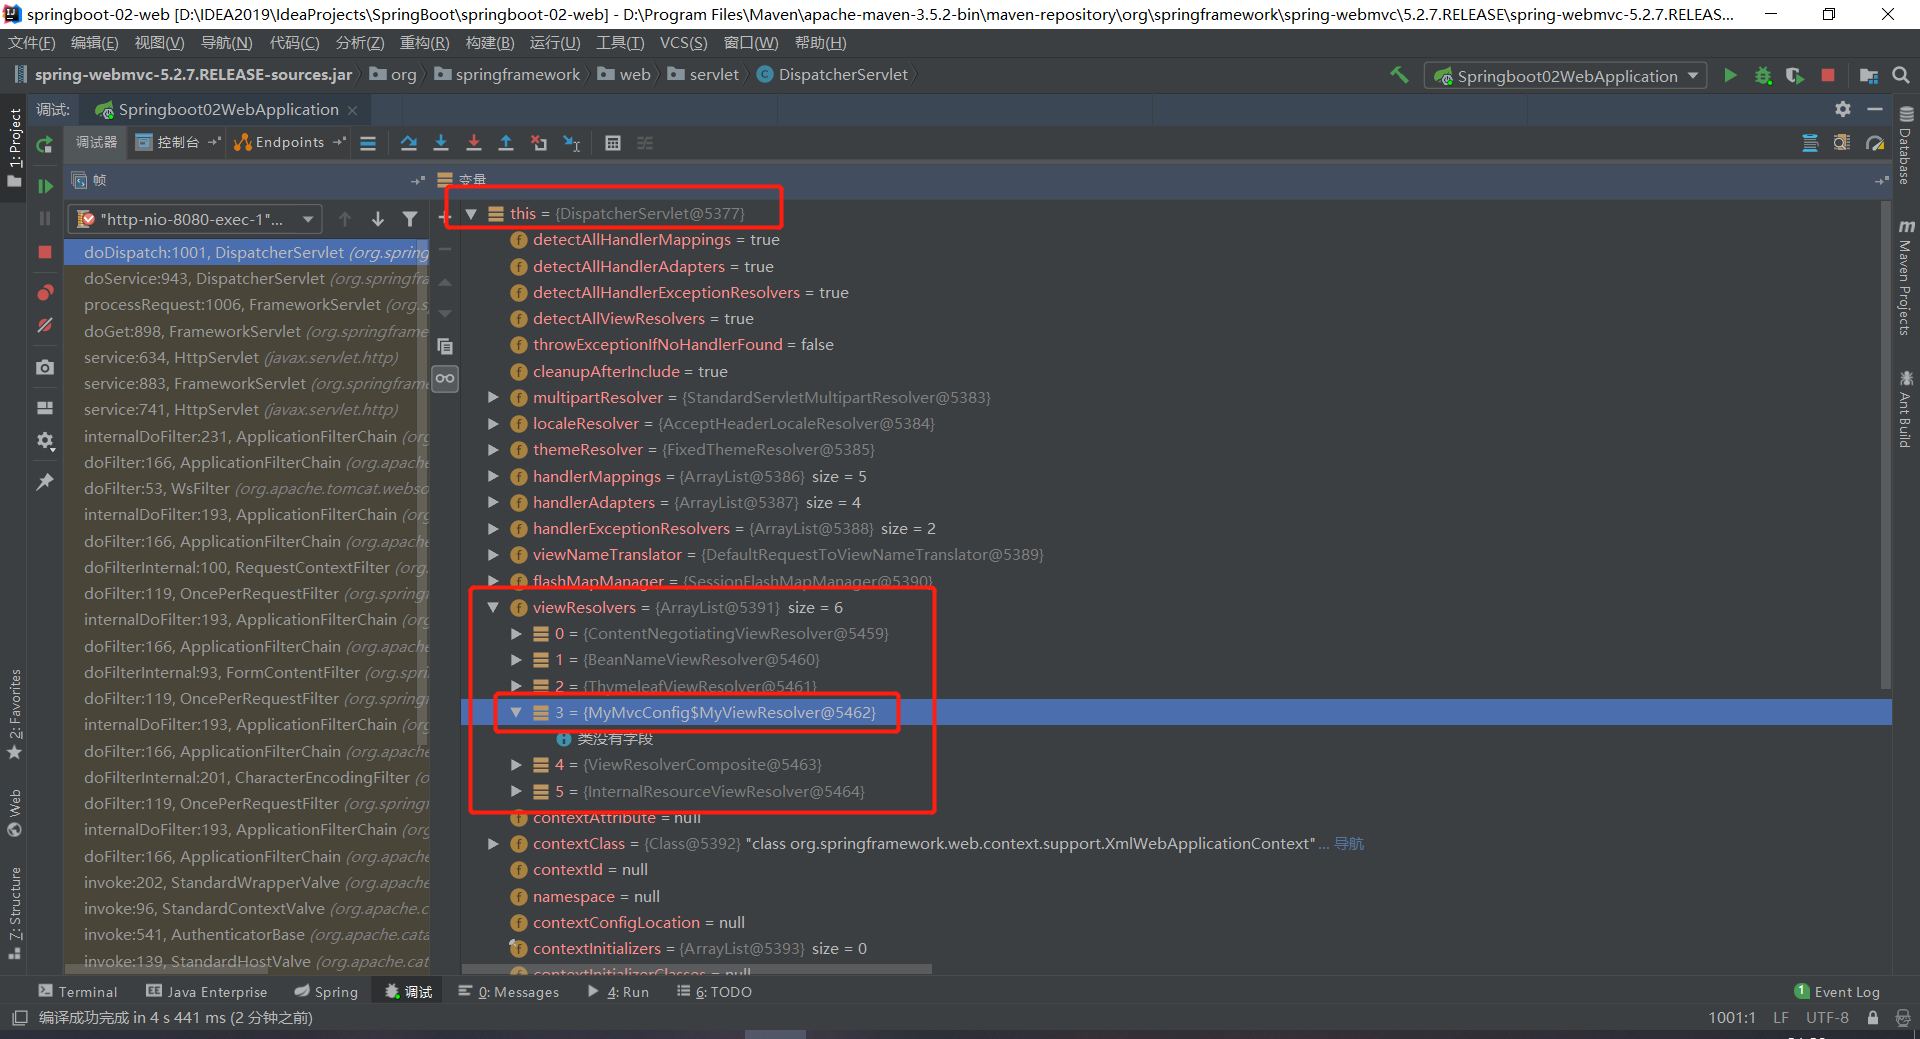 springboot-02-web [D:\IDEA2019\IdeaProjects\SpringBoot\springboot-02-web] - D:\Program Files\Maven\apache-maven-3.5.2-bin\maven-repository\org\springframework\spring-webmvc\5.2.7.RELEASE\spring-webmvc-5.2.7.RELEAS...
文件(F) 编辑(E) 视图(V) 导航(N) 代码(C) 分析(Z) 重构(R) 构建(B) 运行(U) 工具(T) VCS(S) 窗口(W) 帮助(H)
spring-webmvc-5.2.7.RELEASE-sources.jar org springframework web servlet DispatcherServlet
Springboot02WebApplication
调试: Springboot02WebApplication
调试器 控制台 Endpoints
帧
变量
"http-nio-8080-exec-1"...
doDispatch:1001, DispatcherServlet (org.spring
doService:943, DispatcherServlet (org.springfra
processRequest:1006, FrameworkServlet (org.s
doGet:898, FrameworkServlet (org.springframe
service:634, HttpServlet (javax.servlet.http)
service:883, FrameworkServlet (org.springfram
service:741, HttpServlet (javax.servlet.http)
internalDoFilter:231, ApplicationFilterChain (org
doFilter:166, ApplicationFilterChain (org.apache
doFilter:53, WsFilter (org.apache.tomcat.webso
internalDoFilter:193, ApplicationFilterChain (org
doFilter:166, ApplicationFilterChain (org.apache
doFilterInternal:100, RequestContextFilter (org.
doFilter:119, OncePerRequestFilter (org.springf
internalDoFilter:193, ApplicationFilterChain (org
doFilter:166, ApplicationFilterChain (org.apache
doFilterInternal:93, FormContentFilter (org.spri
doFilter:119, OncePerRequestFilter (org.springf
internalDoFilter:193, ApplicationFilterChain (org
doFilter:166, ApplicationFilterChain (org.apache
doFilterInternal:201, CharacterEncodingFilter (o
doFilter:119, OncePerRequestFilter (org.springf
internalDoFilter:193, ApplicationFilterChain (org
doFilter:166, ApplicationFilterChain (org.apache
invoke:202, StandardWrapperValve (org.apache
invoke:96, StandardContextValve (org.apache.c
invoke:541, AuthenticatorBase (org.apache.cata
invoke:139, StandardHostValve (org.apache.cat
this = {DispatcherServlet@5377}
detectAllHandlerMappings = true
detectAllHandlerAdapters = true
detectAllHandlerExceptionResolvers = true
detectAllViewResolvers = true
throwExceptionIfNoHandlerFound = false
cleanupAfterInclude = true
multipartResolver = {StandardServletMultipartResolver@5383}
localeResolver = {AcceptHeaderLocaleResolver@5384}
themeResolver = {FixedThemeResolver@5385}
handlerMappings = {ArrayList@5386} size = 5
handlerAdapters = {ArrayList@5387} size = 4
handlerExceptionResolvers = {ArrayList@5388} size = 2
viewNameTranslator = {DefaultRequestToViewNameTranslator@5389}
flashMapManager = {SessionFlashMapManager@5390}
viewResolvers = {ArrayList@5391} size = 6
0 = {ContentNegotiatingViewResolver@5459}
1 = {BeanNameViewResolver@5460}
2 = {ThymeleafViewResolver@5461}
3 = {MyMvcConfig$MyViewResolver@5462}
类没有字段
4 = {ViewResolverComposite@5463}
5 = {InternalResourceViewResolver@5464}
contextAttribute = null
contextClass = {Class@5392} "class org.springframework.web.context.support.XmlWebApplicationContext" ... 导航
contextId = null
namespace = null
contextConfigLocation = null
contextInitializers = {ArrayList@5393} size = 0
contextInitializerClasses = null
1: Project
2: Favorites
Web
Z: Structure
Database
Maven Projects
Ant Build
Terminal Java Enterprise Spring 调试 0: Messages 4: Run 6: TODO 1 Event Log
编译成功完成 in 4 s 441 ms (2 分钟之前) 1001:1 LF UTF-8